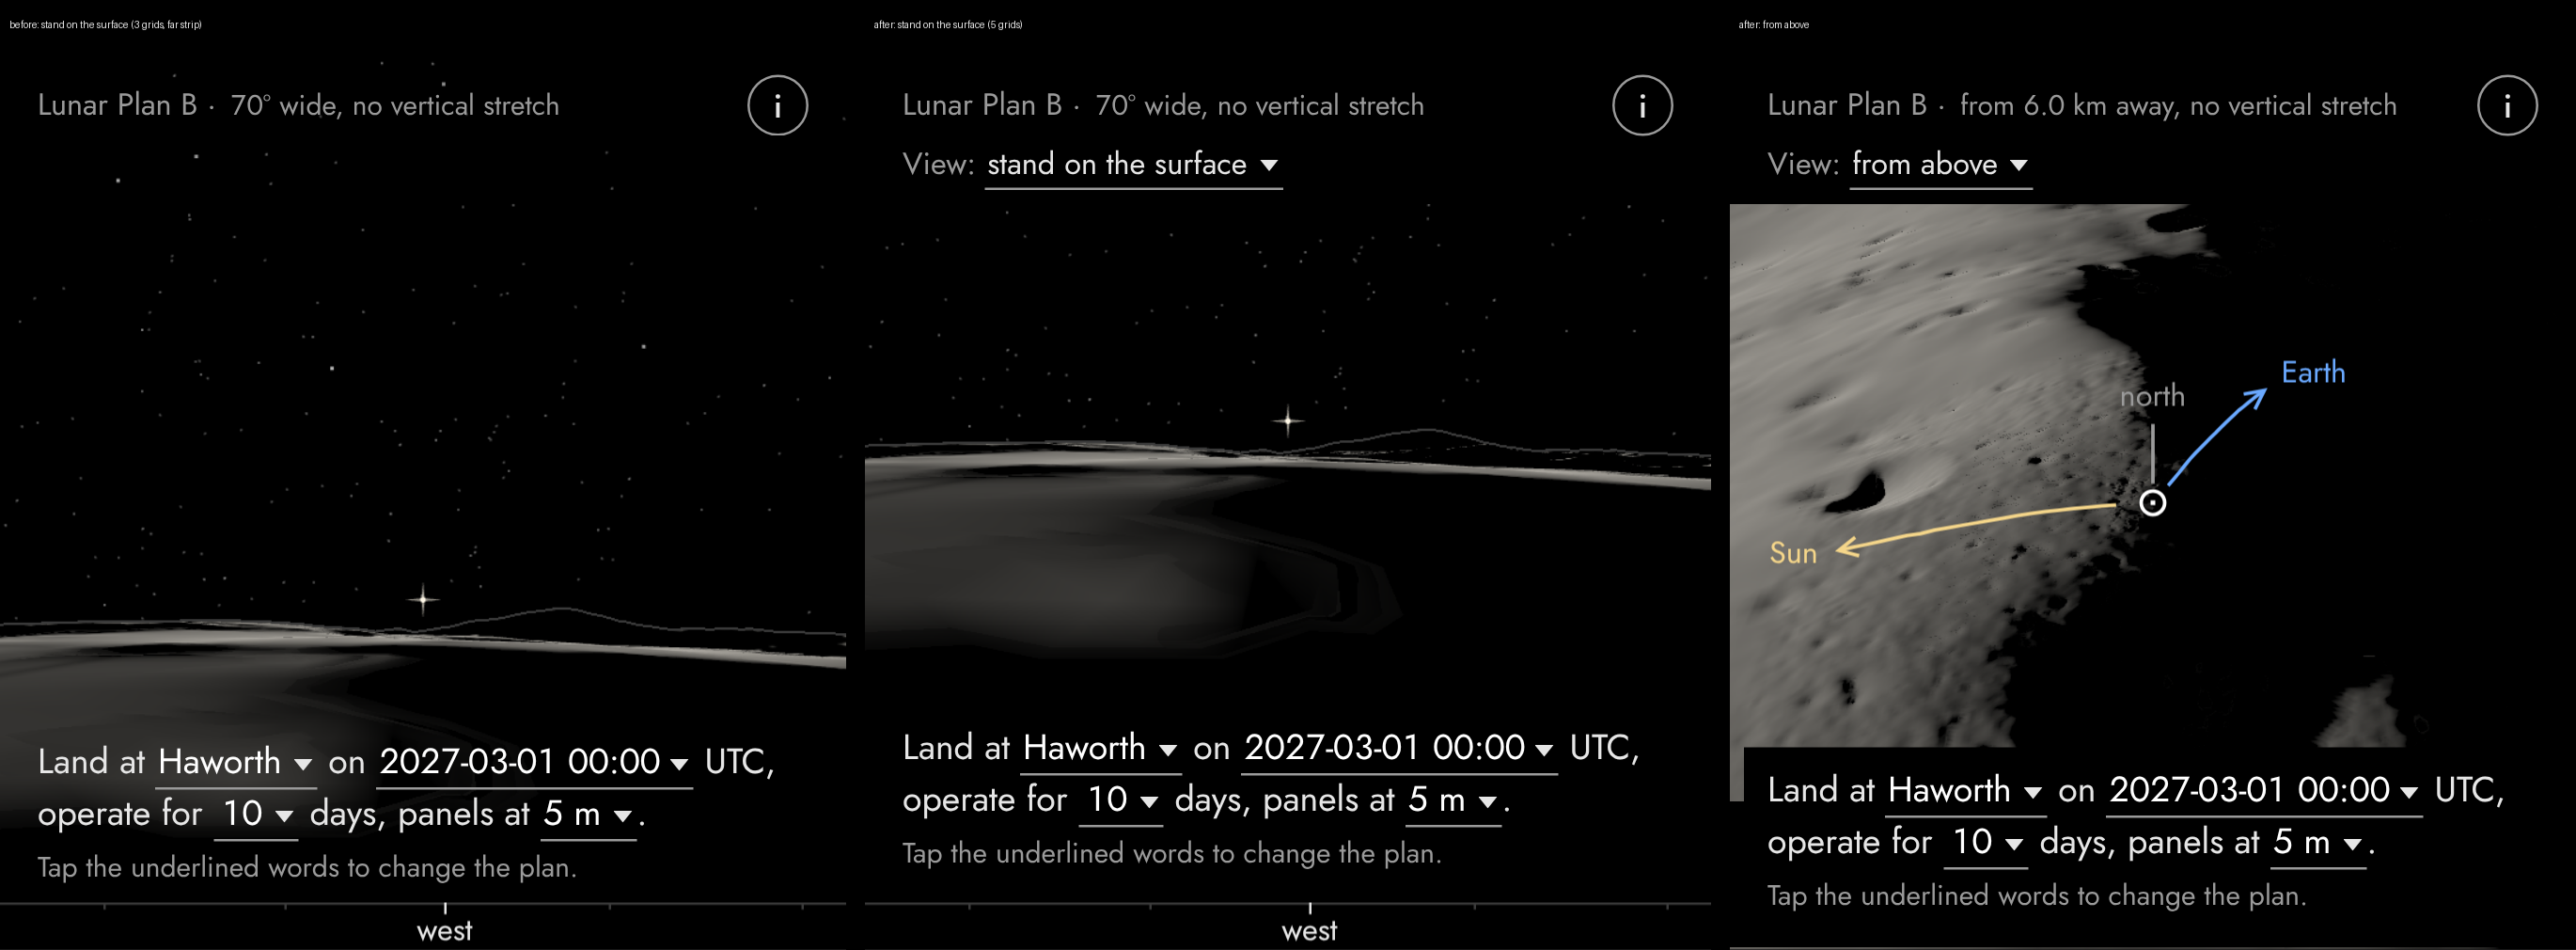 before: stand on the surface (3 grids, far strip)
Lunar Plan B · 70° wide, no vertical stretch
i
Land at Haworth on 2027-03-01 00:00 UTC,
operate for 10 days, panels at 5 m.
Tap the underlined words to change the plan.
west
after: stand on the surface (5 grids)
Lunar Plan B · 70° wide, no vertical stretch
i
View: stand on the surface
Land at Haworth on 2027-03-01 00:00 UTC,
operate for 10 days, panels at 5 m.
Tap the underlined words to change the plan.
west
after: from above
Lunar Plan B · from 6.0 km away, no vertical stretch
i
View: from above
Earth
north
Sun
Land at Haworth on 2027-03-01 00:00 UTC,
operate for 10 days, panels at 5 m.
Tap the underlined words to change the plan.